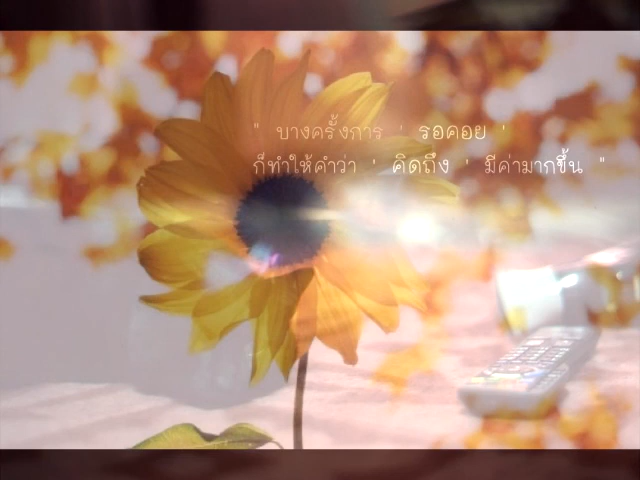 " บางครั้งการ ' รอคอย '
ก็ทำให้คำว่า ' คิดถึง ' มีค่ามากขึ้น "